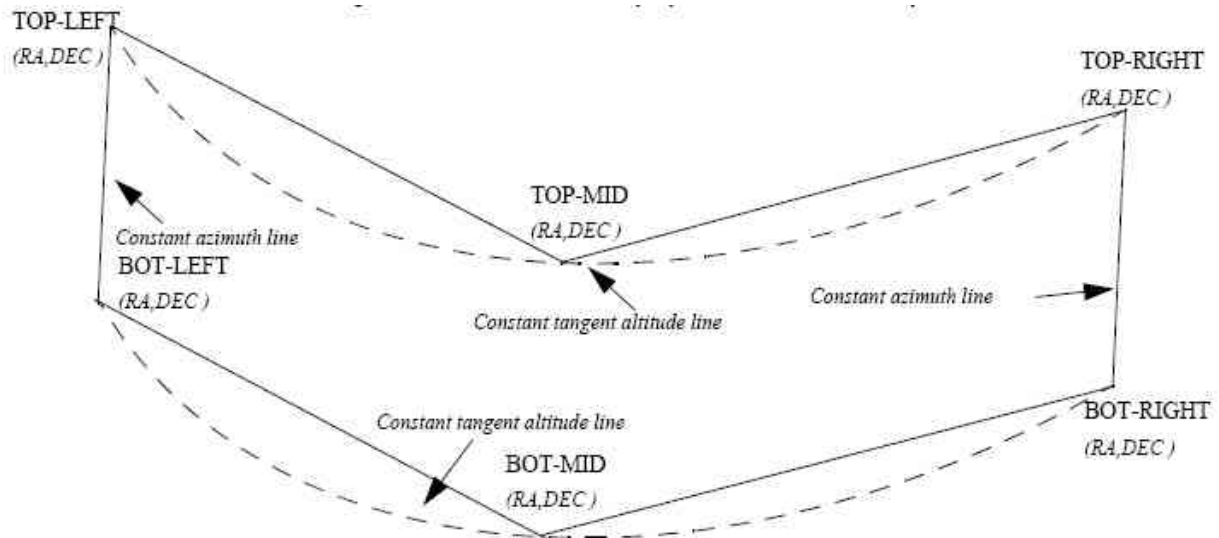 TOP-LEFT
(RA,DEC )
TOP-RIGHT
(RA,DEC )
TOP-MID
(RA,DEC )
Constant azimuth line
BOT-LEFT
(RA,DEC )
Constant azimuth line
Constant tangent altitude line
Constant tangent altitude line
BOT-RIGHT
(RA,DEC )
BOT-MID
(RA,DEC )